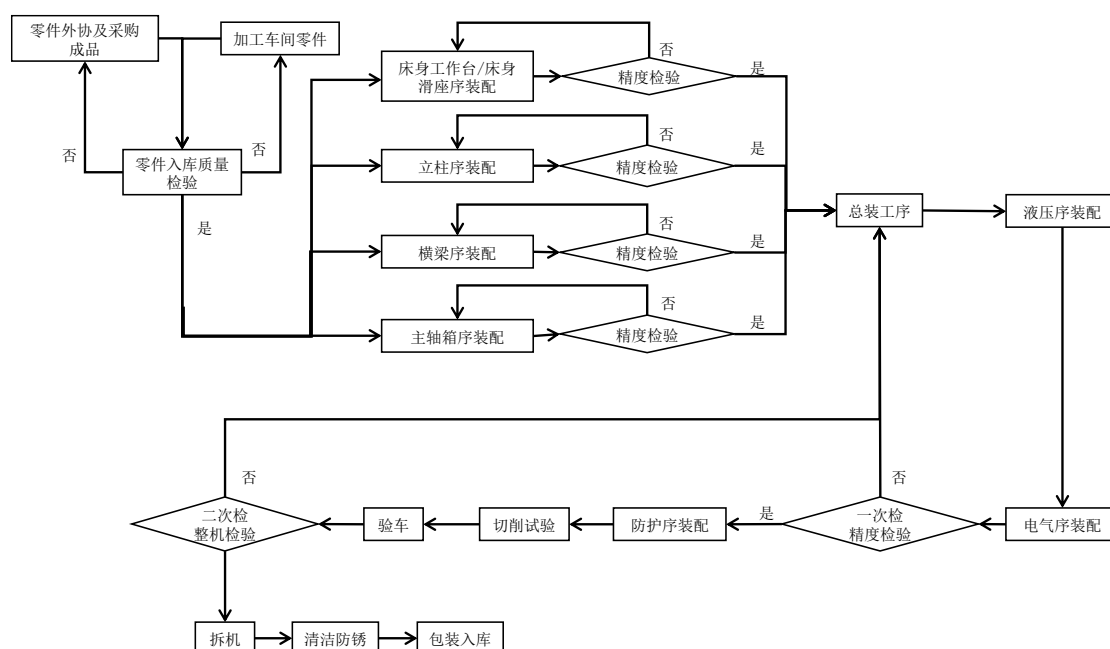 零件外协及采购
成品
加工车间零件
否
否
零件入库质量
检验
是
床身工作台/床身
滑座序装配
精度检验
否
是
立柱序装配
精度检验
否
是
横梁序装配
精度检验
否
是
主轴箱序装配
精度检验
否
是
总装工序
液压序装配
电气序装配
一次检
精度检验
否
是
防护序装配
切削试验
验车
二次检
整机检验
否
拆机
清洁防锈
包装入库